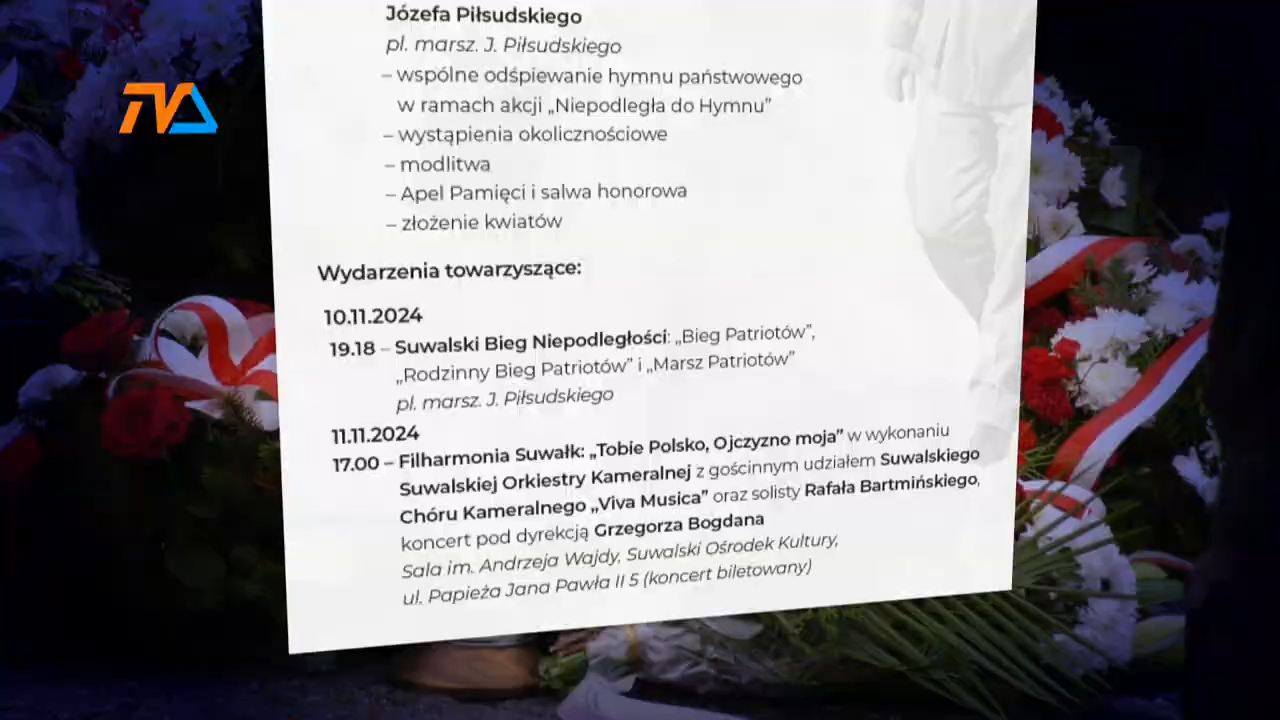 TVA
Józefa Piłsudskiego
pl. marsz. J. Piłsudskiego
– wspólne odśpiewanie hymnu państwowego
w ramach akcji „Niepodległa do Hymnu”
– wystąpienia okolicznościowe
– modlitwa
– Apel Pamięci i salwa honorowa
– złożenie kwiatów
Wydarzenia towarzyszące:
10.11.2024
19.18 – Suwalski Bieg Niepodległości: „Bieg Patriotów”,
„Rodzinny Bieg Patriotów” i „Marsz Patriotów”
pl. marsz. J. Piłsudskiego
11.11.2024
17.00 – Filharmonia Suwałk: „Tobie Polsko, Ojczyzno moja” w wykonaniu
Suwalskiej Orkiestry Kameralnej z gościnnym udziałem Suwalskiego
Chóru Kameralnego „Viva Musica” oraz solisty Rafała Bartmińskiego,
koncert pod dyrekcją Grzegorza Bogdana
Sala im. Andrzeja Wajdy, Suwalski Ośrodek Kultury,
ul. Papieża Jana Pawła II 5 (koncert biletowany)